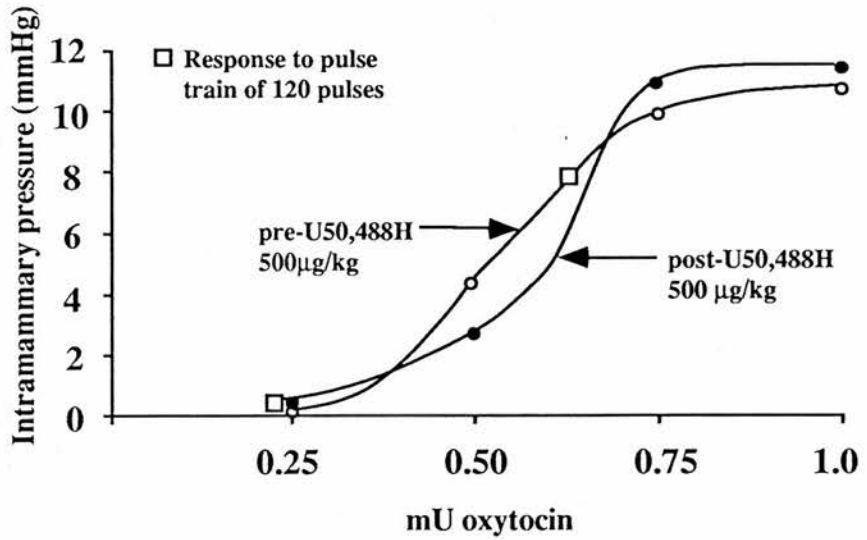 Intramammary pressure (mmHg)
12
10
8
6
4
2
0
Response to pulse
train of 120 pulses
pre-U50,488H
500µg/kg
post-U50,488H
500 µg/kg
0.25
0.50
0.75
1.0
mU oxytocin